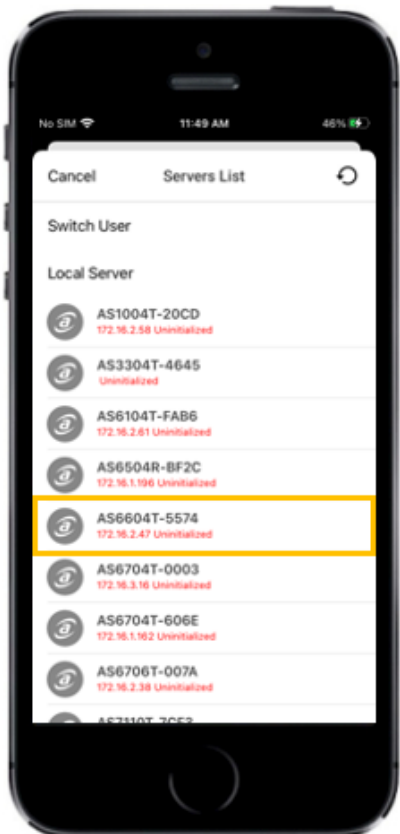 No SIM 11:49 AM 46%
Cancel Servers List
Switch User
Local Server
AS1004T-20CD
172.16.2.58 Uninitialized
AS3304T-4645
Uninitialized
AS6104T-FAB6
172.16.2.61 Uninitialized
AS6504R-BF2C
172.16.1.196 Uninitialized
AS6604T-5574
172.16.2.47 Uninitialized
AS6704T-0003
172.16.3.16 Uninitialized
AS6704T-606E
172.16.1.162 Uninitialized
AS6706T-007A
172.16.2.38 Uninitialized